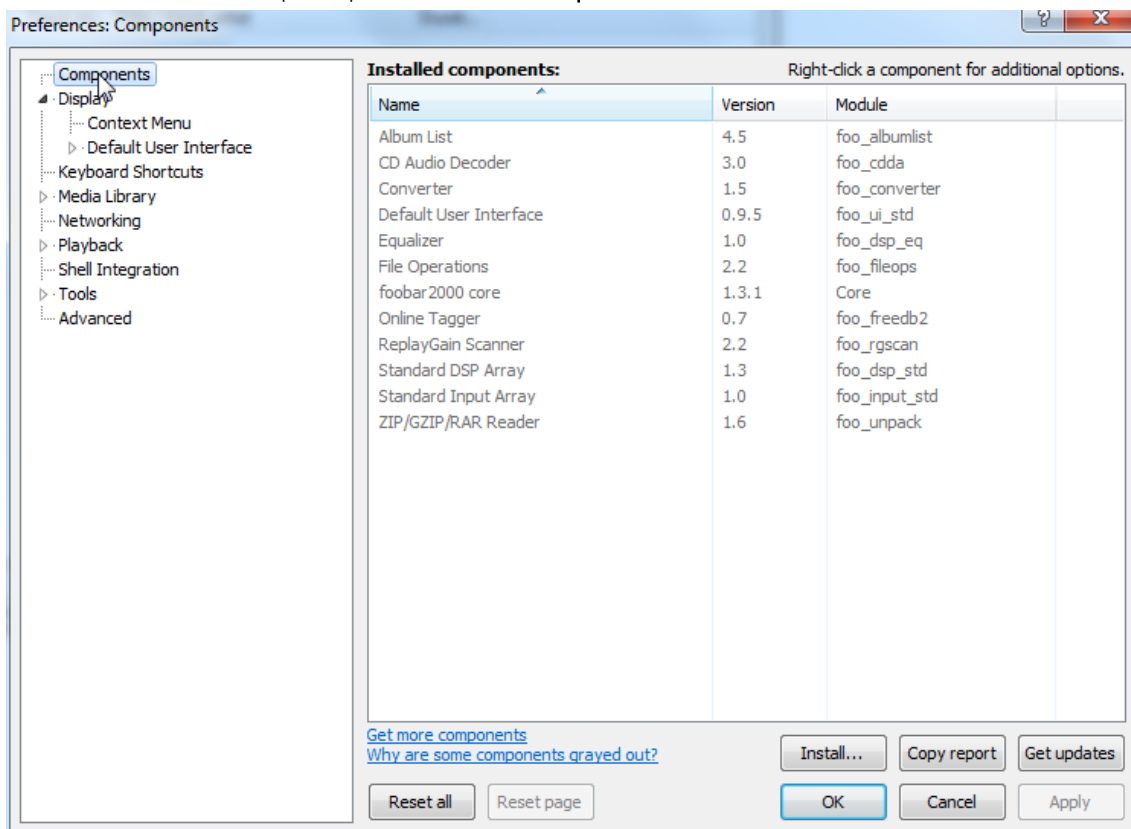 Preferences: Components
Components
Display
Context Menu
Default User Interface
Keyboard Shortcuts
Media Library
Networking
Playback
Shell Integration
Tools
Advanced
Installed components: Right-click a component for additional options.
Name Version Module
Album List 4.5 foo_albumlist
CD Audio Decoder 3.0 foo_cdda
Converter 1.5 foo_converter
Default User Interface 0.9.5 foo_ui_std
Equalizer 1.0 foo_dsp_eq
File Operations 2.2 foo_fileops
foobar2000 core 1.3.1 Core
Online Tagger 0.7 foo_freedb2
ReplayGain Scanner 2.2 foo_rgscan
Standard DSP Array 1.3 foo_dsp_std
Standard Input Array 1.0 foo_input_std
ZIP/GZIP/RAR Reader 1.6 foo_unpack
Get more components
Why are some components grayed out?
Install... Copy report Get updates
Reset all Reset page OK Cancel Apply